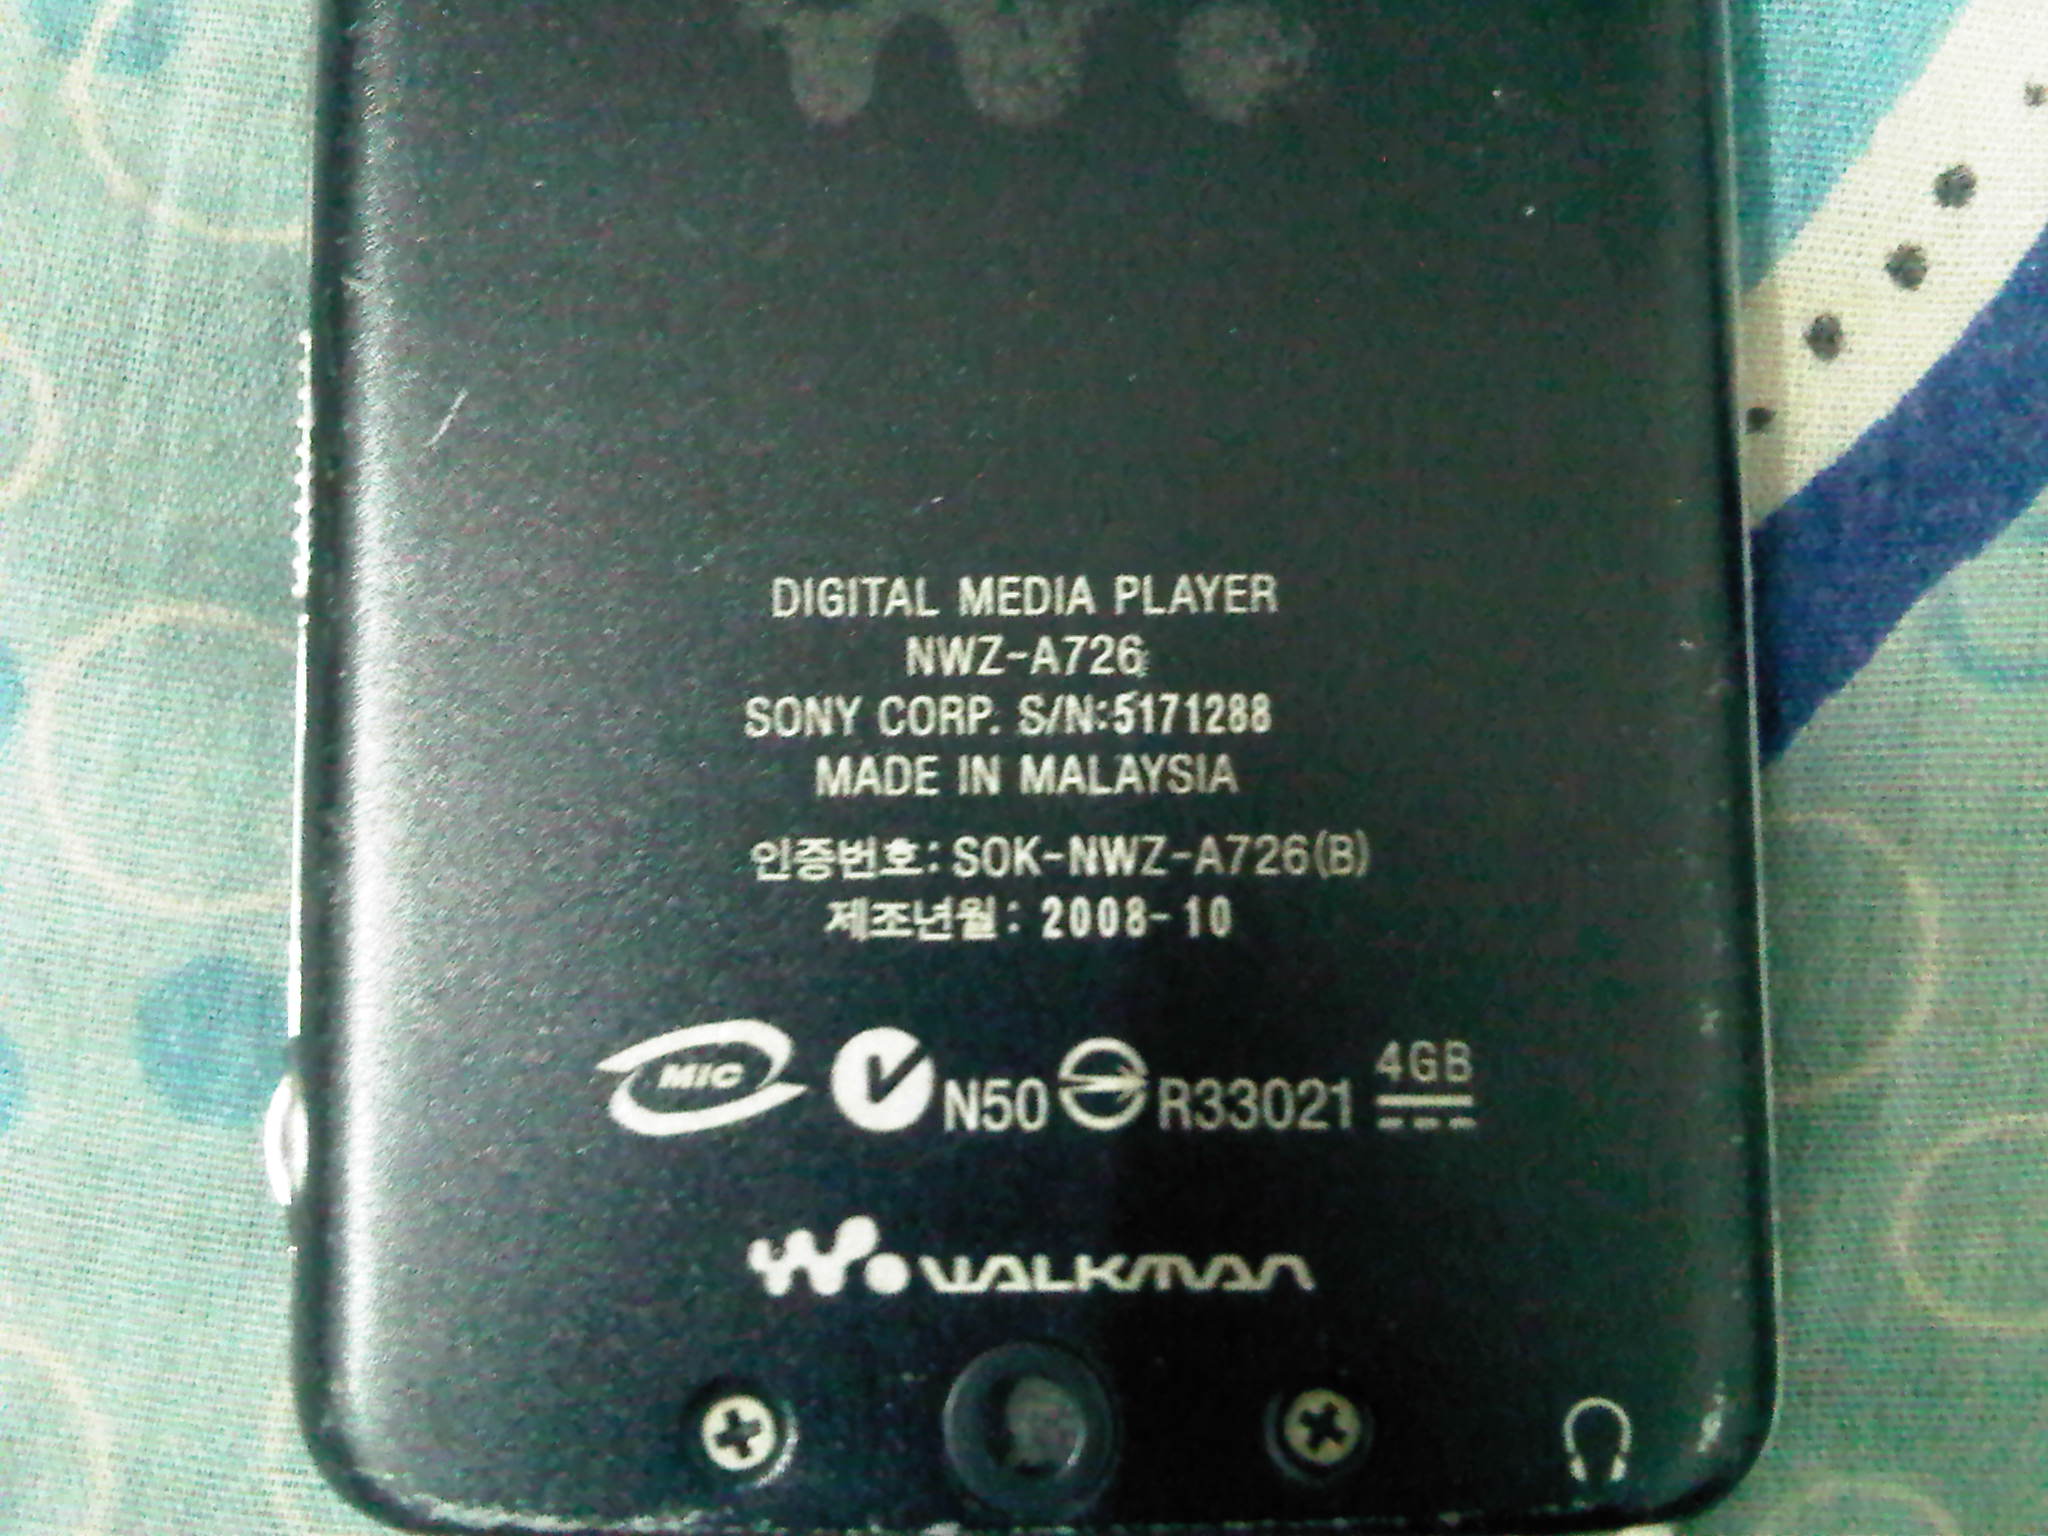 DIGITAL MEDIA PLAYER
NWZ-A726
SONY CORP. S/N:5171288
MADE IN MALAYSIA
인증번호: SOK-NWZ-A726(B)
제조년월: 2008-10
MIC N50 R33021 4GB
WALKMAN